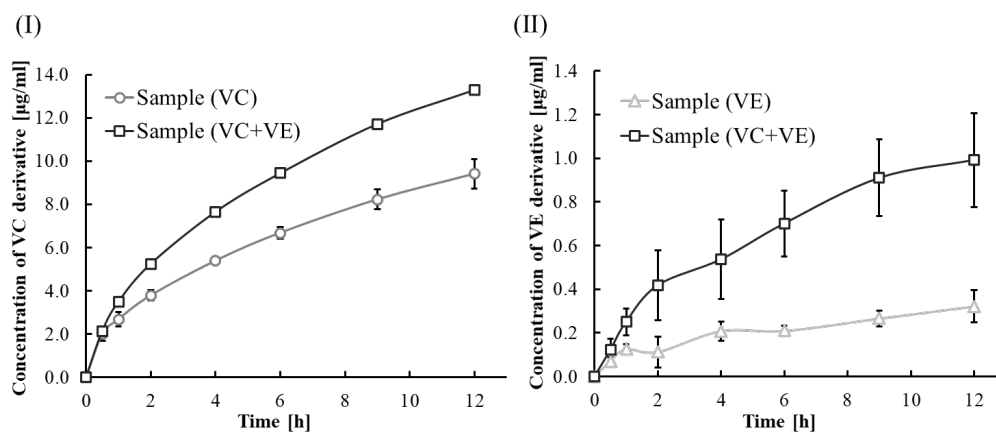 (I)
Concentration of VC derivative [μg/ml]
14.0
12.0
10.0
8.0
6.0
4.0
2.0
0.0
Sample (VC)
Sample (VC+VE)
0 2 4 6 8 10 12
Time [h]
(II)
Concentration of VE derivative [μg/ml]
1.4
1.2
1.0
0.8
0.6
0.4
0.2
0.0
Sample (VE)
Sample (VC+VE)
0 2 4 6 8 10 12
Time [h]